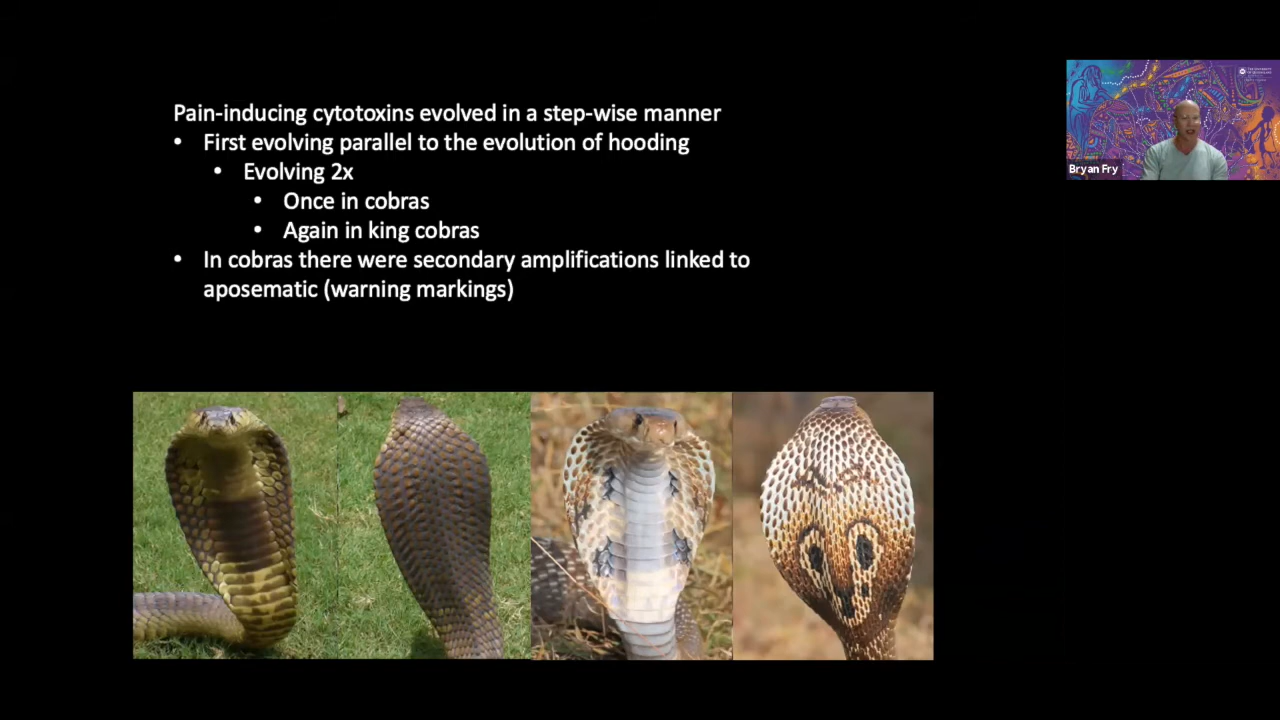 Pain-inducing cytotoxins evolved in a step-wise manner
• First evolving parallel to the evolution of hooding
• Evolving 2x
• Once in cobras
• Again in king cobras
• In cobras there were secondary amplifications linked to
aposematic (warning markings)
Bryan Fry